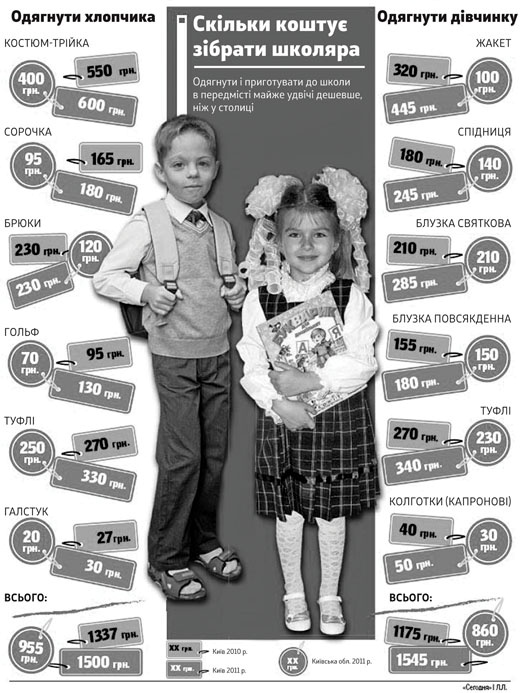 Одягнути хлопчика
КОСТЮМ-ТРІЙКА
400 грн.
550 грн.
600 грн.
СОРОЧКА
95 грн.
165 грн.
180 грн.
БРЮКИ
230 грн.
120 грн.
230 грн.
ГОЛЬФ
70 грн.
95 грн.
130 грн.
ТУФЛІ
250 грн.
270 грн.
330 грн.
ГАЛСТУК
20 грн.
27 грн.
30 грн.
ВСЬОГО:
955 грн.
1337 грн.
1500 грн.
Скільки коштує
зібрати школяра
Одягнути і приготувати до школи
в передмісті майже удвічі дешевше,
ніж у столиці
БУКВАРИК
А Я
Одягнути дівчинку
ЖАКЕТ
320 грн.
100 грн.
445 грн.
СПІДНИЦЯ
180 грн.
140 грн.
245 грн.
БЛУЗКА СВЯТКОВА
210 грн.
210 грн.
285 грн.
БЛУЗКА ПОВСЯКДЕННА
155 грн.
150 грн.
180 грн.
ТУФЛІ
270 грн.
230 грн.
340 грн.
КОЛГОТКИ (КАПРОНОВІ)
40 грн.
30 грн.
50 грн.
ВСЬОГО:
1175 грн.
860 грн.
1545 грн.
XX грн. Київ 2010 р.
XX грн. Київ 2011 р.
XX грн. Київська обл. 2011 р.
«Сегодня» І Л.Л.